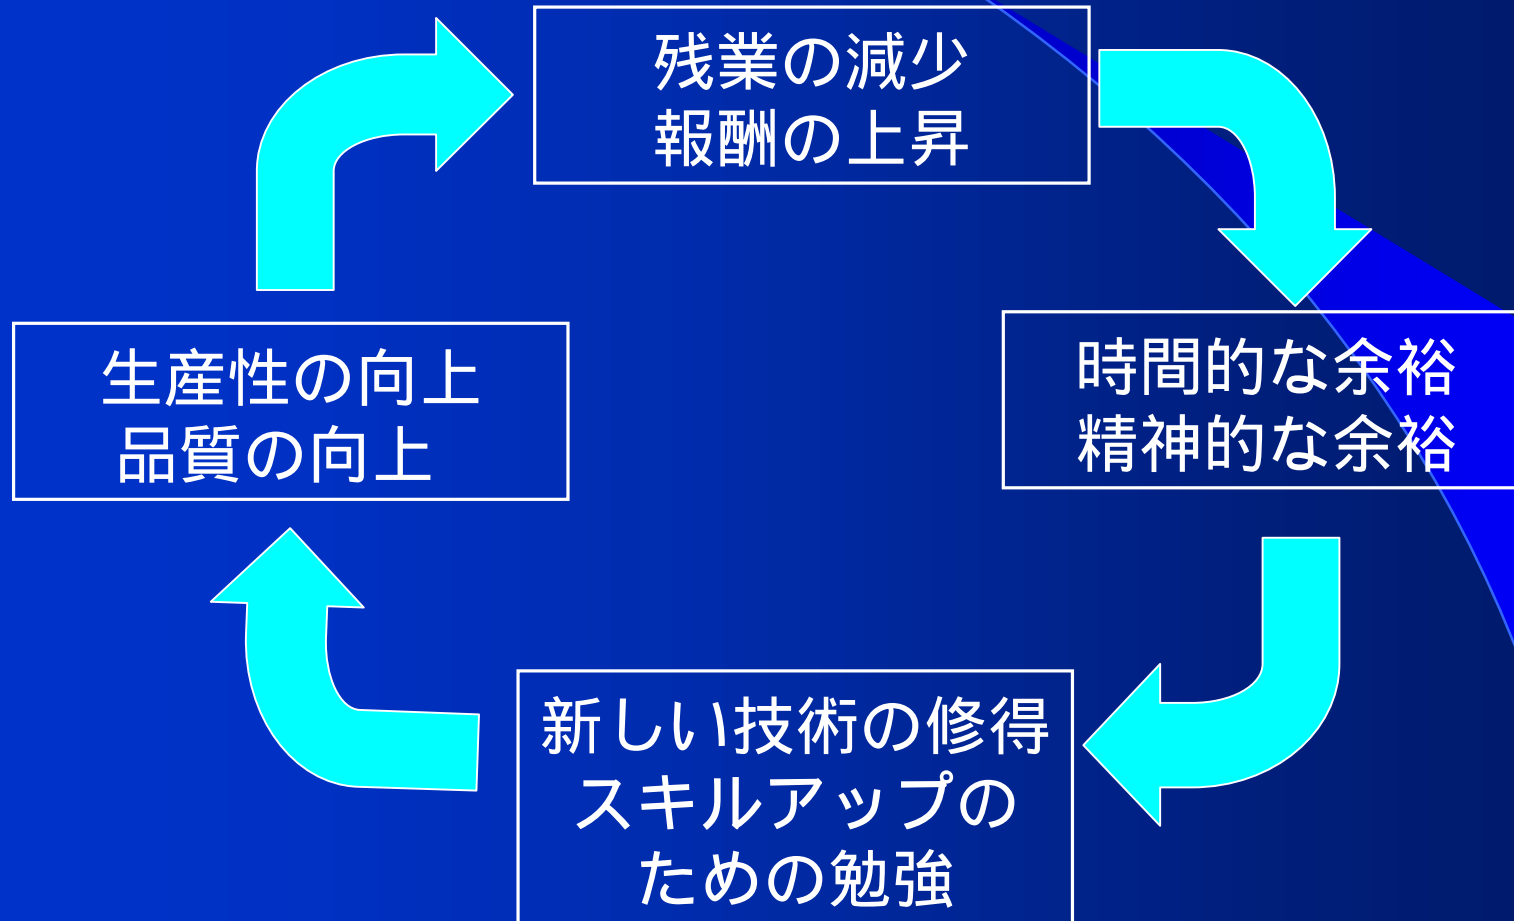 残業の減少
報酬の上昇
時間的な余裕
精神的な余裕
新しい技術の修得
スキルアップの
ための勉強
生産性の向上
品質の向上